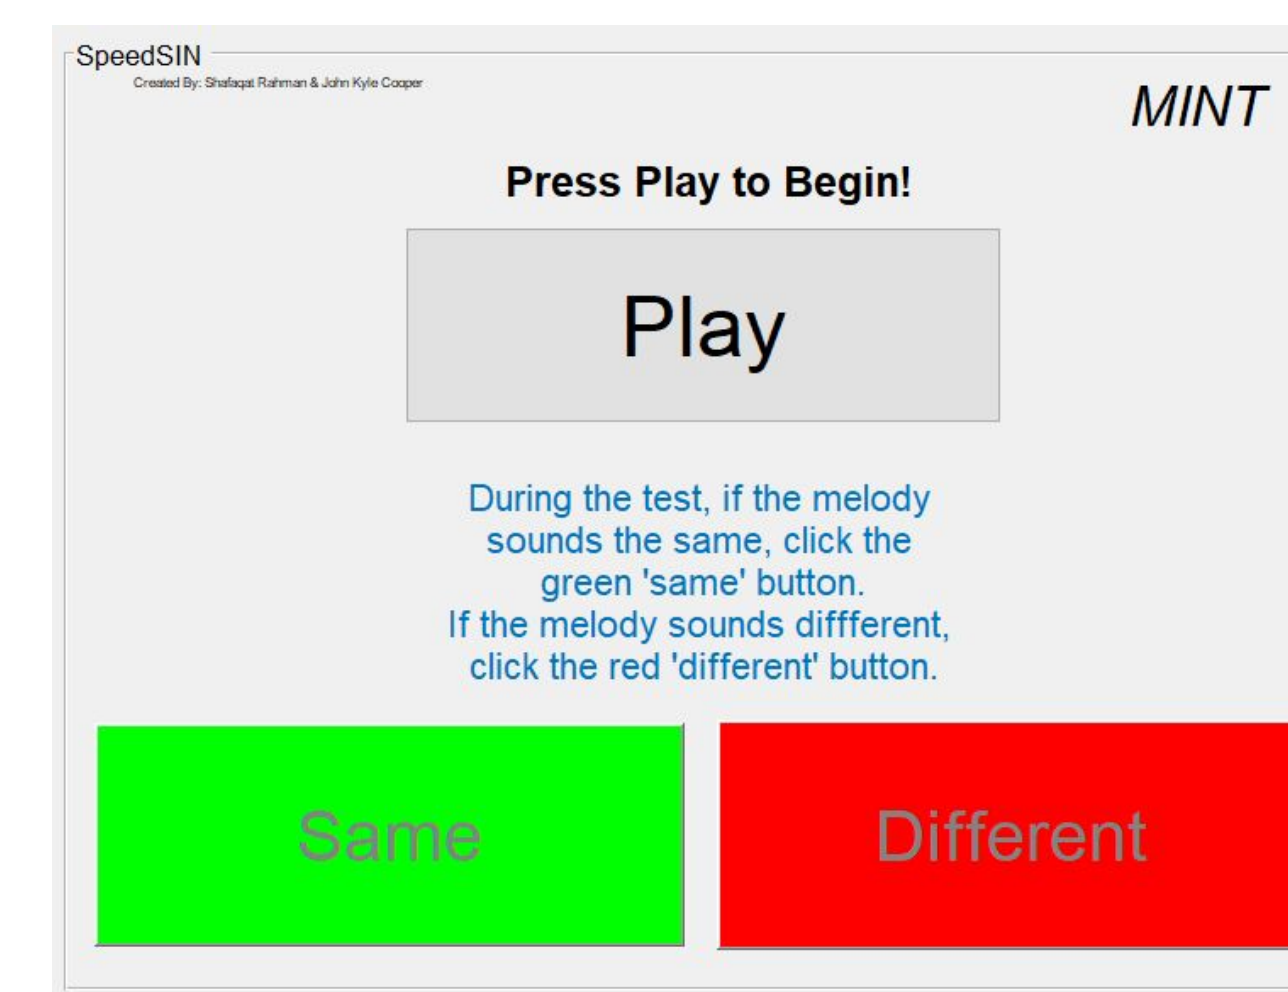 SpeedSIN
Created By: Shafaqat Rahman & John Kyle Cooper
MINT
Press Play to Begin!
Play
During the test, if the melody
sounds the same, click the
green 'same' button.
If the melody sounds diffferent,
click the red 'different' button.
Same
Different